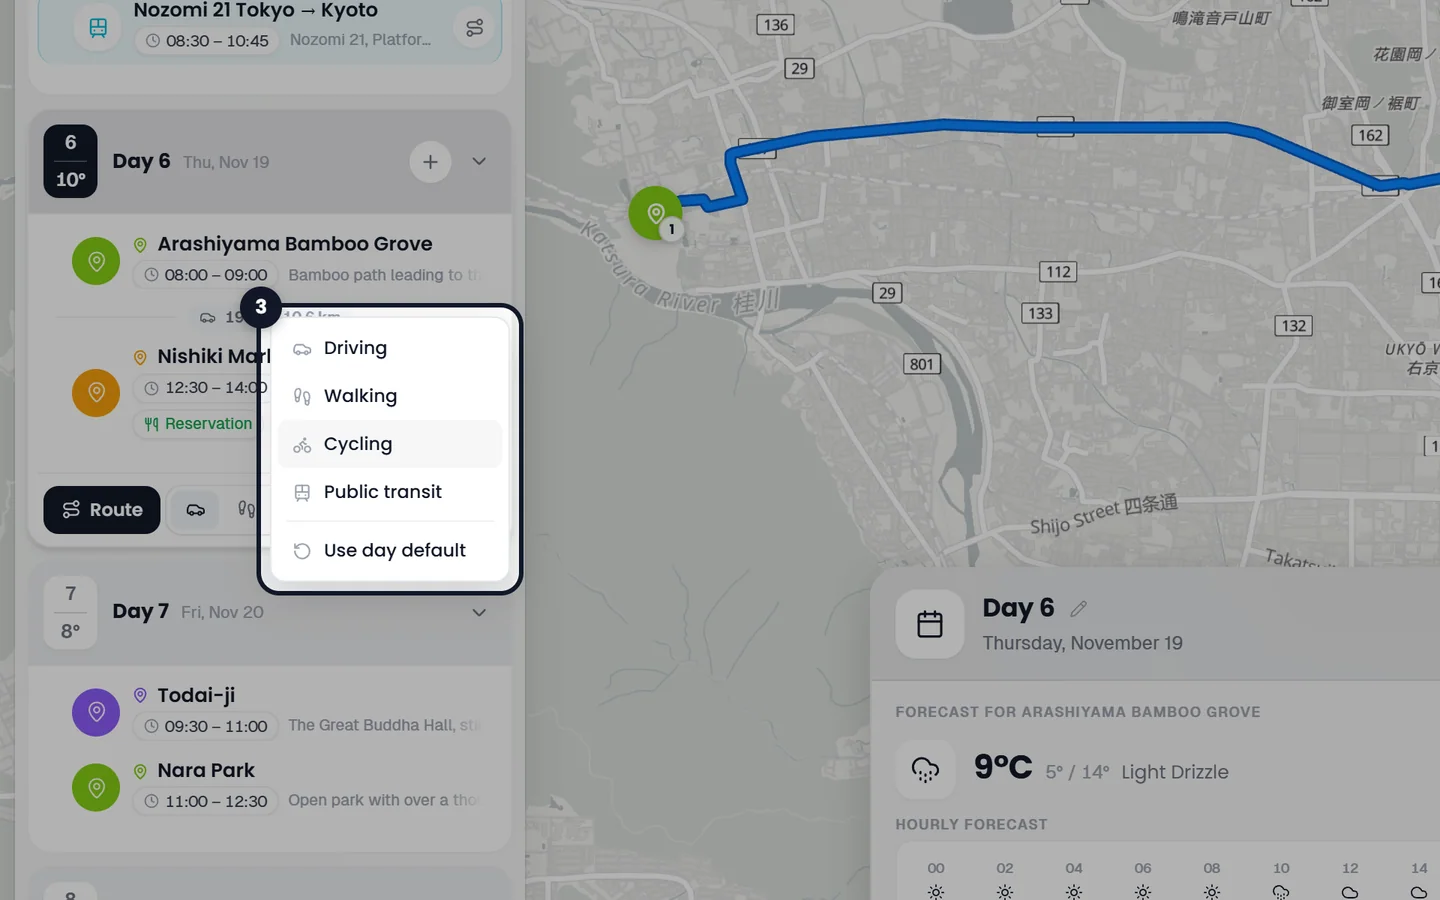 Nozomi 21 Tokyo → Kyoto
08:30 – 10:45 Nozomi 21, Platfor...
6
10°
Day 6 Thu, Nov 19
Arashiyama Bamboo Grove
08:00 – 09:00 Bamboo path leading to
10.6 km
3
Nishiki
12:30 – 14:00
Reservation
Route
Driving
Walking
Cycling
Public transit
Use day default
7
8°
Day 7 Fri, Nov 20
Todai-ji
09:30 – 11:00 The Great Buddha Hall,
Nara Park
11:00 – 12:30 Open park with over a
8
136
29
鳴滝音戸山町
花園岡ノ
御室岡ノ裾町
162
1
Katsura River 桂川
29
112
133
132
801
UKYŌ
右京
Shijo Street 四条通
Day 6
Thursday, November 19
FORECAST FOR ARASHIYAMA BAMBOO GROVE
9°C 5° / 14° Light Drizzle
HOURLY FORECAST
00 02 04 06 08 10 12 14